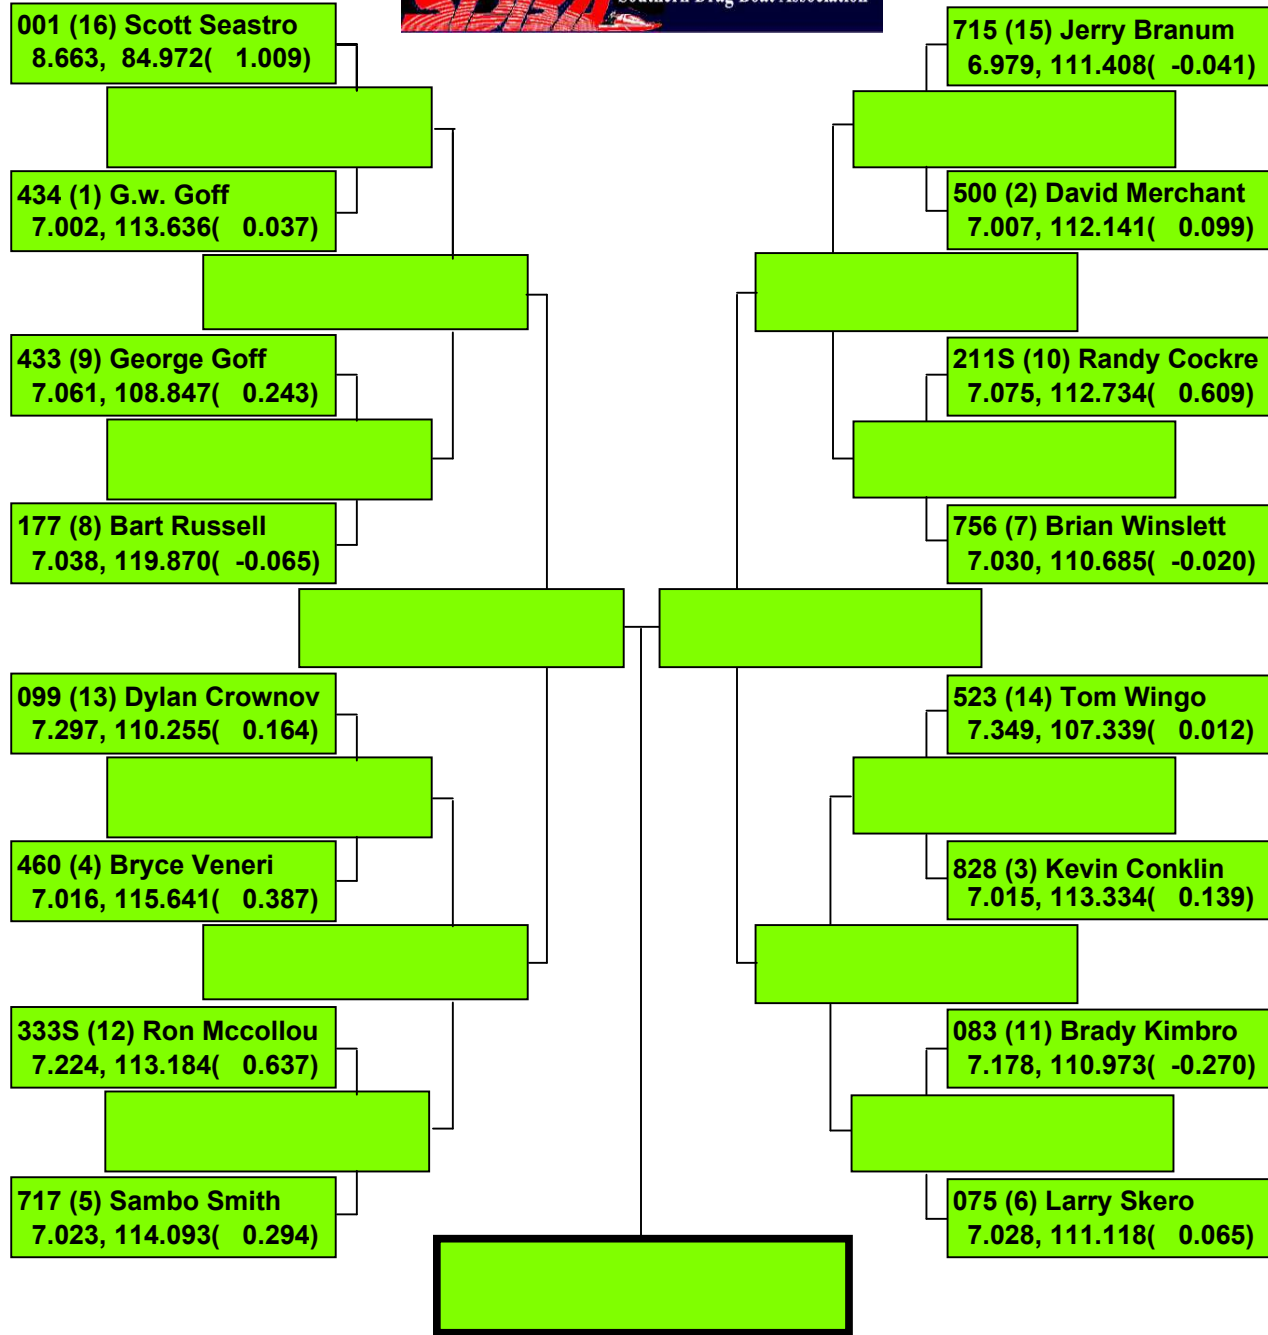 Southern Drag Boat Association
001 (16) Scott Seastro
8.663, 84.972( 1.009)
434 (1) G.w. Goff
7.002, 113.636( 0.037)
433 (9) George Goff
7.061, 108.847( 0.243)
177 (8) Bart Russell
7.038, 119.870( -0.065)
099 (13) Dylan Crownov
7.297, 110.255( 0.164)
460 (4) Bryce Veneri
7.016, 115.641( 0.387)
333S (12) Ron Mccollou
7.224, 113.184( 0.637)
717 (5) Sambo Smith
7.023, 114.093( 0.294)
715 (15) Jerry Branum
6.979, 111.408( -0.041)
500 (2) David Merchant
7.007, 112.141( 0.099)
211S (10) Randy Cockre
7.075, 112.734( 0.609)
756 (7) Brian Winslett
7.030, 110.685( -0.020)
523 (14) Tom Wingo
7.349, 107.339( 0.012)
828 (3) Kevin Conklin
7.015, 113.334( 0.139)
083 (11) Brady Kimbro
7.178, 110.973( -0.270)
075 (6) Larry Skero
7.028, 111.118( 0.065)